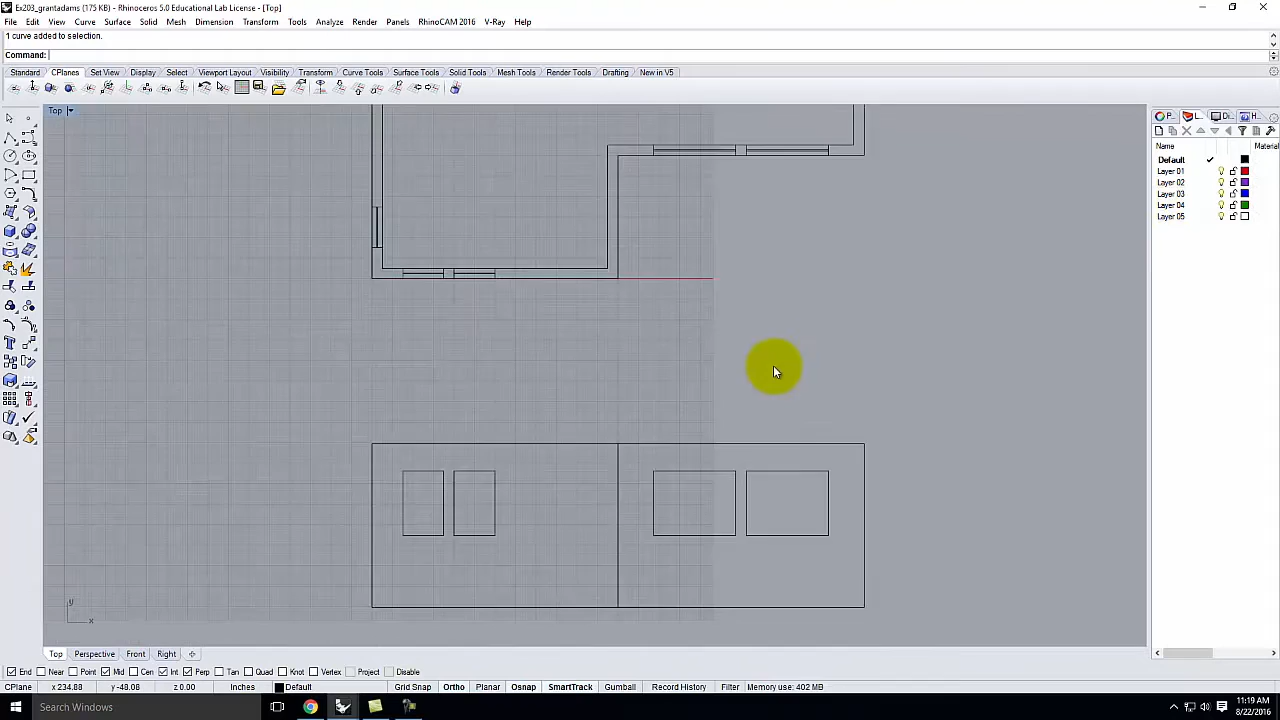 Ex203_grantadams (175 KB) - Rhinoceros 5.0 Educational Lab License - [Top]
File Edit View Curve Surface Solid Mesh Dimension Transform Tools Analyze Render Panels RhinoCAM 2016 V-Ray Help
1 curve added to selection.
Command:
Standard CPlanes Set View Display Select Viewport Layout Visibility Transform Curve Tools Surface Tools Solid Tools Mesh Tools Render Tools Drafting New in V5
Top
P... L... Di... H...
Name Material
Default
Layer 01
Layer 02
Layer 03
Layer 04
Layer 05
y
x
Top Perspective Front Right
End Near Point Mid Cen Int Perp Tan Quad Knot Vertex Project Disable
CPlane x 234.88 y -48.08 z 0.00 Inches Default Grid Snap Ortho Planar Osnap SmartTrack Gumball Record History Filter Memory use: 402 MB
Search Windows
11:19 AM
8/22/2016